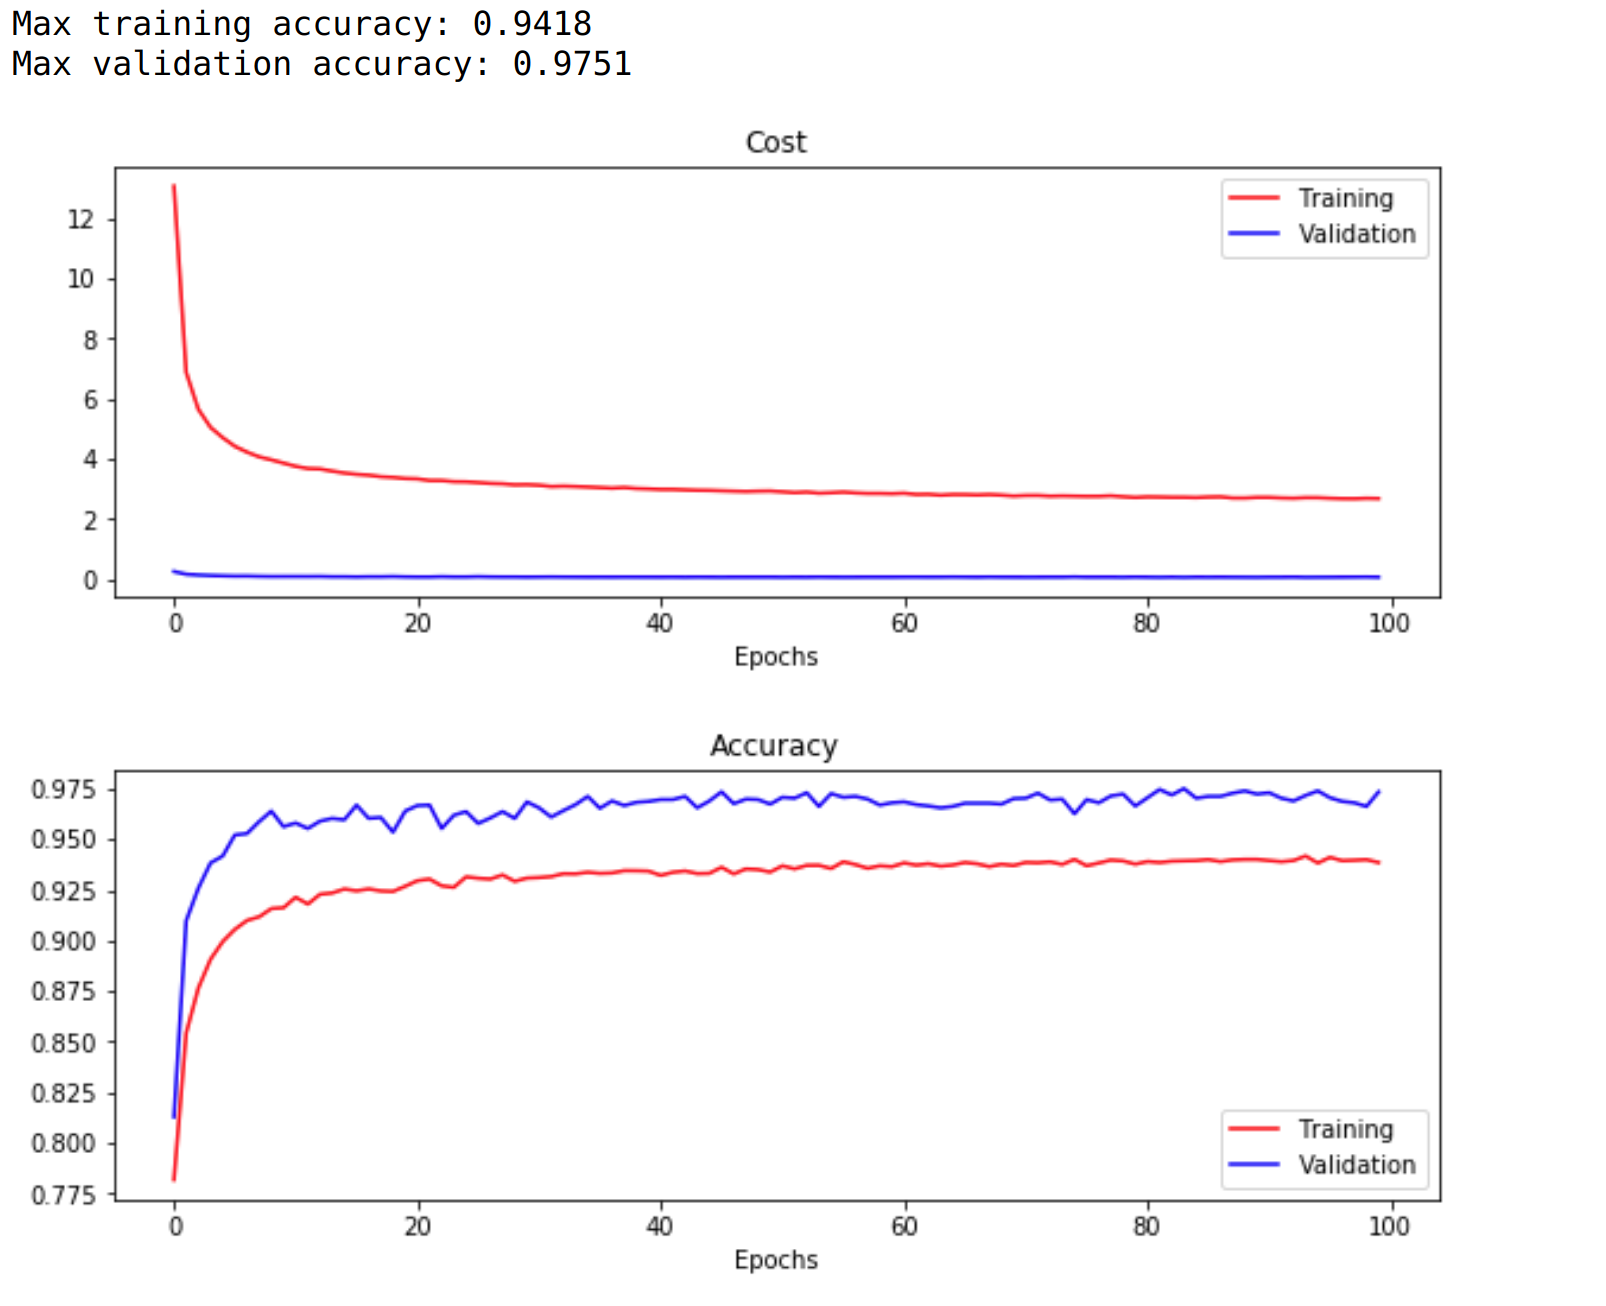 Max training accuracy: 0.9418
Max validation accuracy: 0.9751
Cost
Training
Validation
12
10
8
6
4
2
0
0 20 40 60 80 100
Epochs
Accuracy
0.975
0.950
0.925
0.900
0.875
0.850
0.825
0.800
0.775
Training
Validation
0 20 40 60 80 100
Epochs